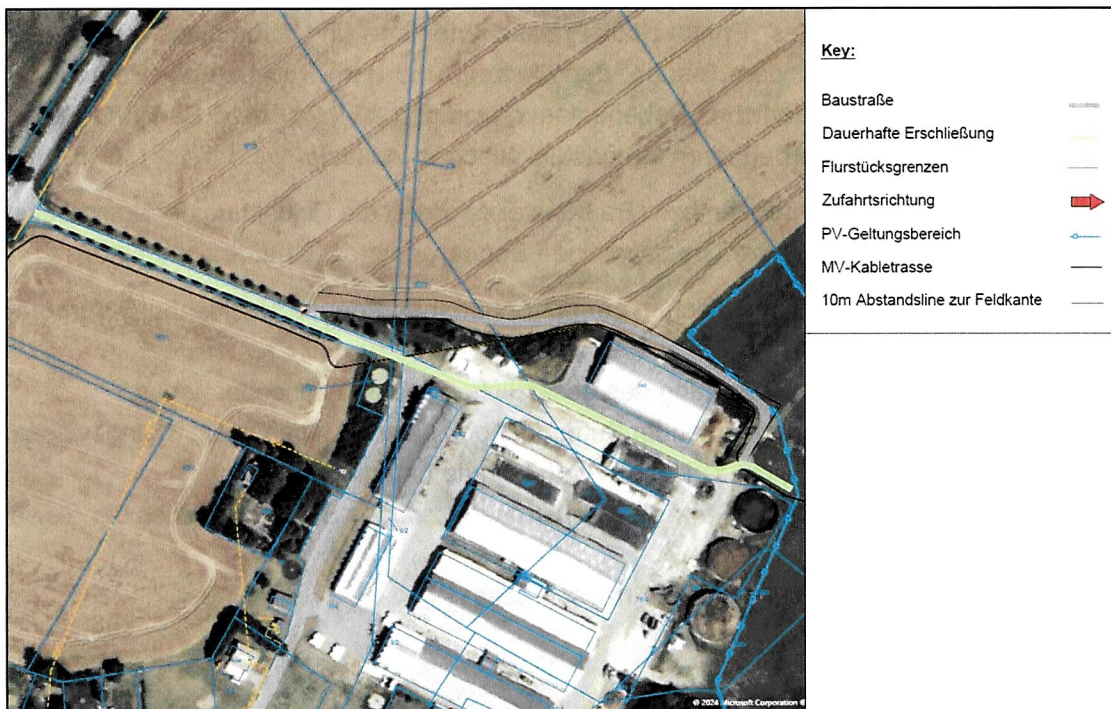 Key:
Baustraße
Dauerhafte Erschließung
Flurstücksgrenzen
Zufahrtsrichtung
PV-Geltungsbereich
MV-Kabletrasse
10m Abstandsline zur Feldkante
© 2024 Microsoft Corporation ©